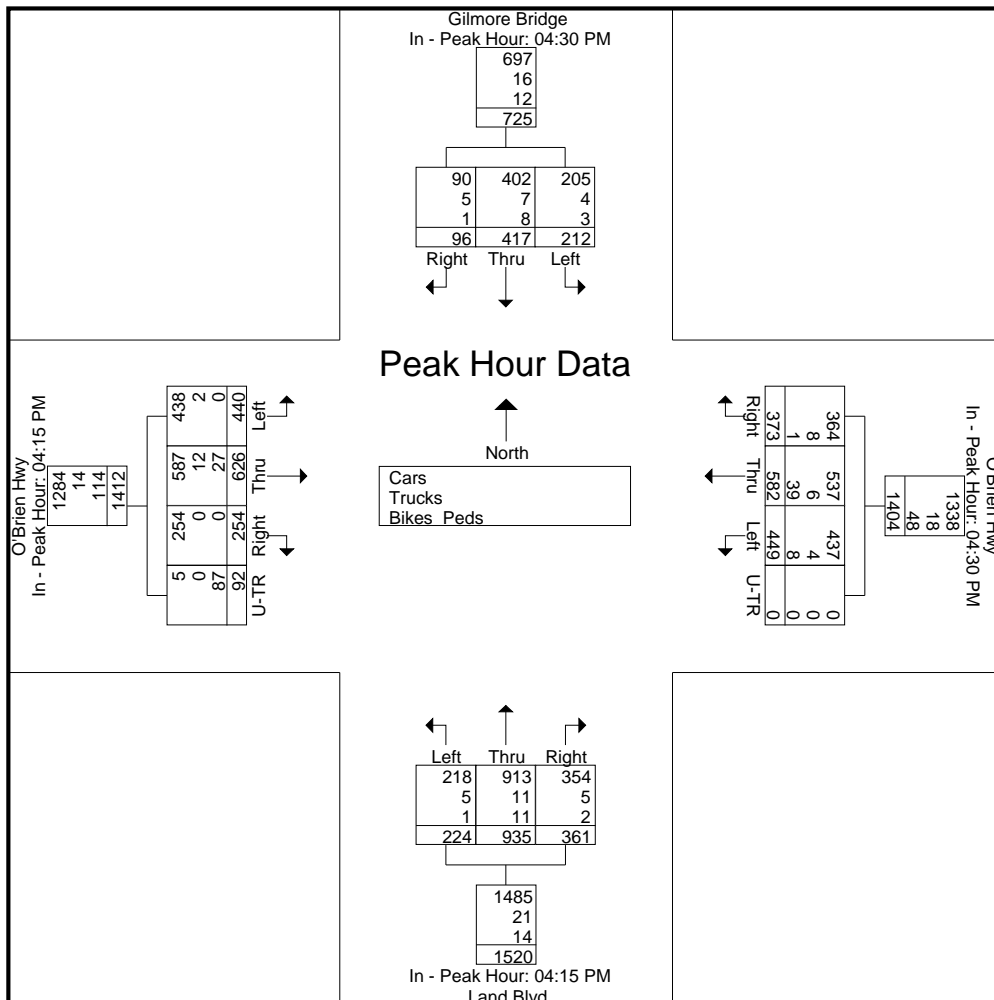 Gilmore Bridge
In - Peak Hour: 04:30 PM
697
16
12
725
90 402 205
5 7 4
1 8 3
96 417 212
Right Thru Left
Peak Hour Data
North
Cars
Trucks
Bikes Peds
O'Brien Hwy
In - Peak Hour: 04:15 PM
1284
14
114
1412
438 2 0 440 Left
587 12 27 626 Thru
254 0 0 254 Right
5 0 87 92 U-TR
Right 373 1 8 364
Thru 582 39 6 537
Left 449 8 4 437
U-TR 0 0 0 0
1338
18
48
1404
O'Brien Hwy
In - Peak Hour: 04:30 PM
Left Thru Right
218 913 354
5 11 5
1 11 2
224 935 361
1485
21
14
1520
In - Peak Hour: 04:15 PM
Land Blvd